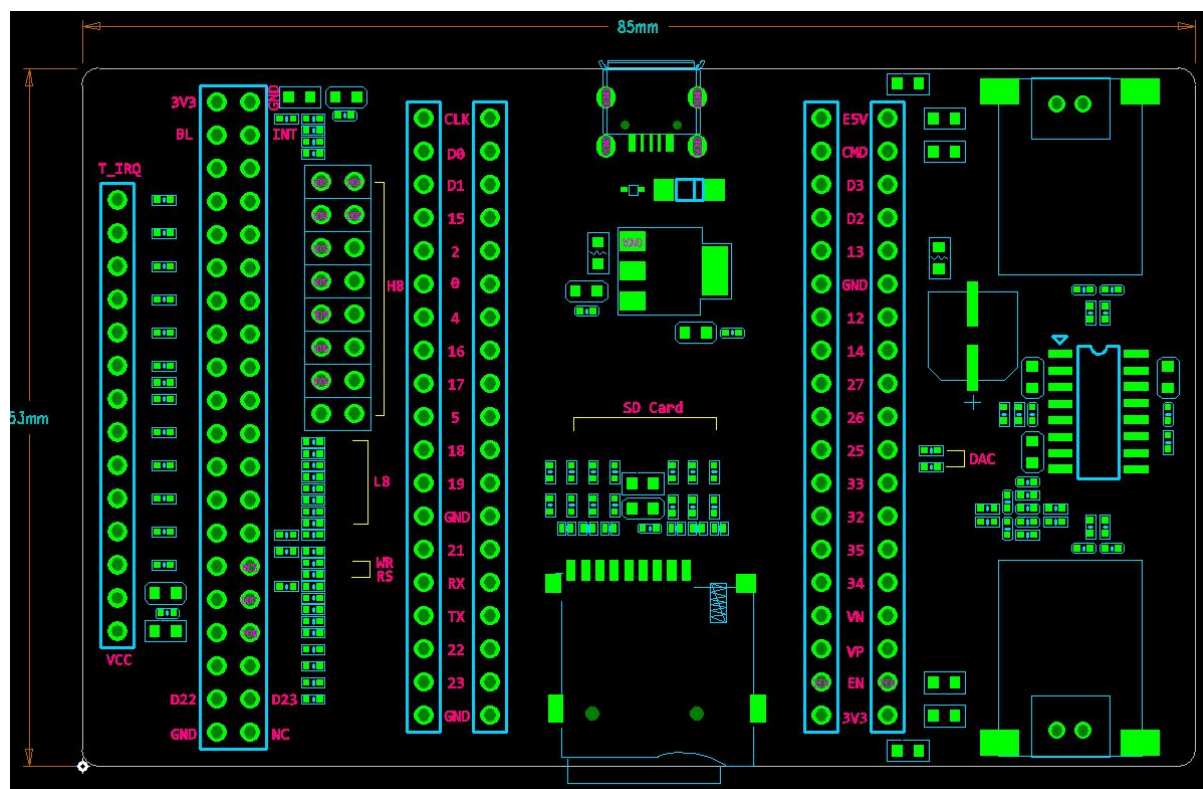 85mm
53mm
3V3
GND
BL
INT
T_IRQ
H8
L8
WR
RS
VCC
D22
D23
GND
NC
CLK
D0
D1
15
2
0
4
16
17
5
18
19
GND
21
RX
TX
22
23
GND
SD Card
E5V
CMD
D3
D2
13
GND
12
14
27
26
25
33
32
35
34
VN
VP
EN
3V3
DAC